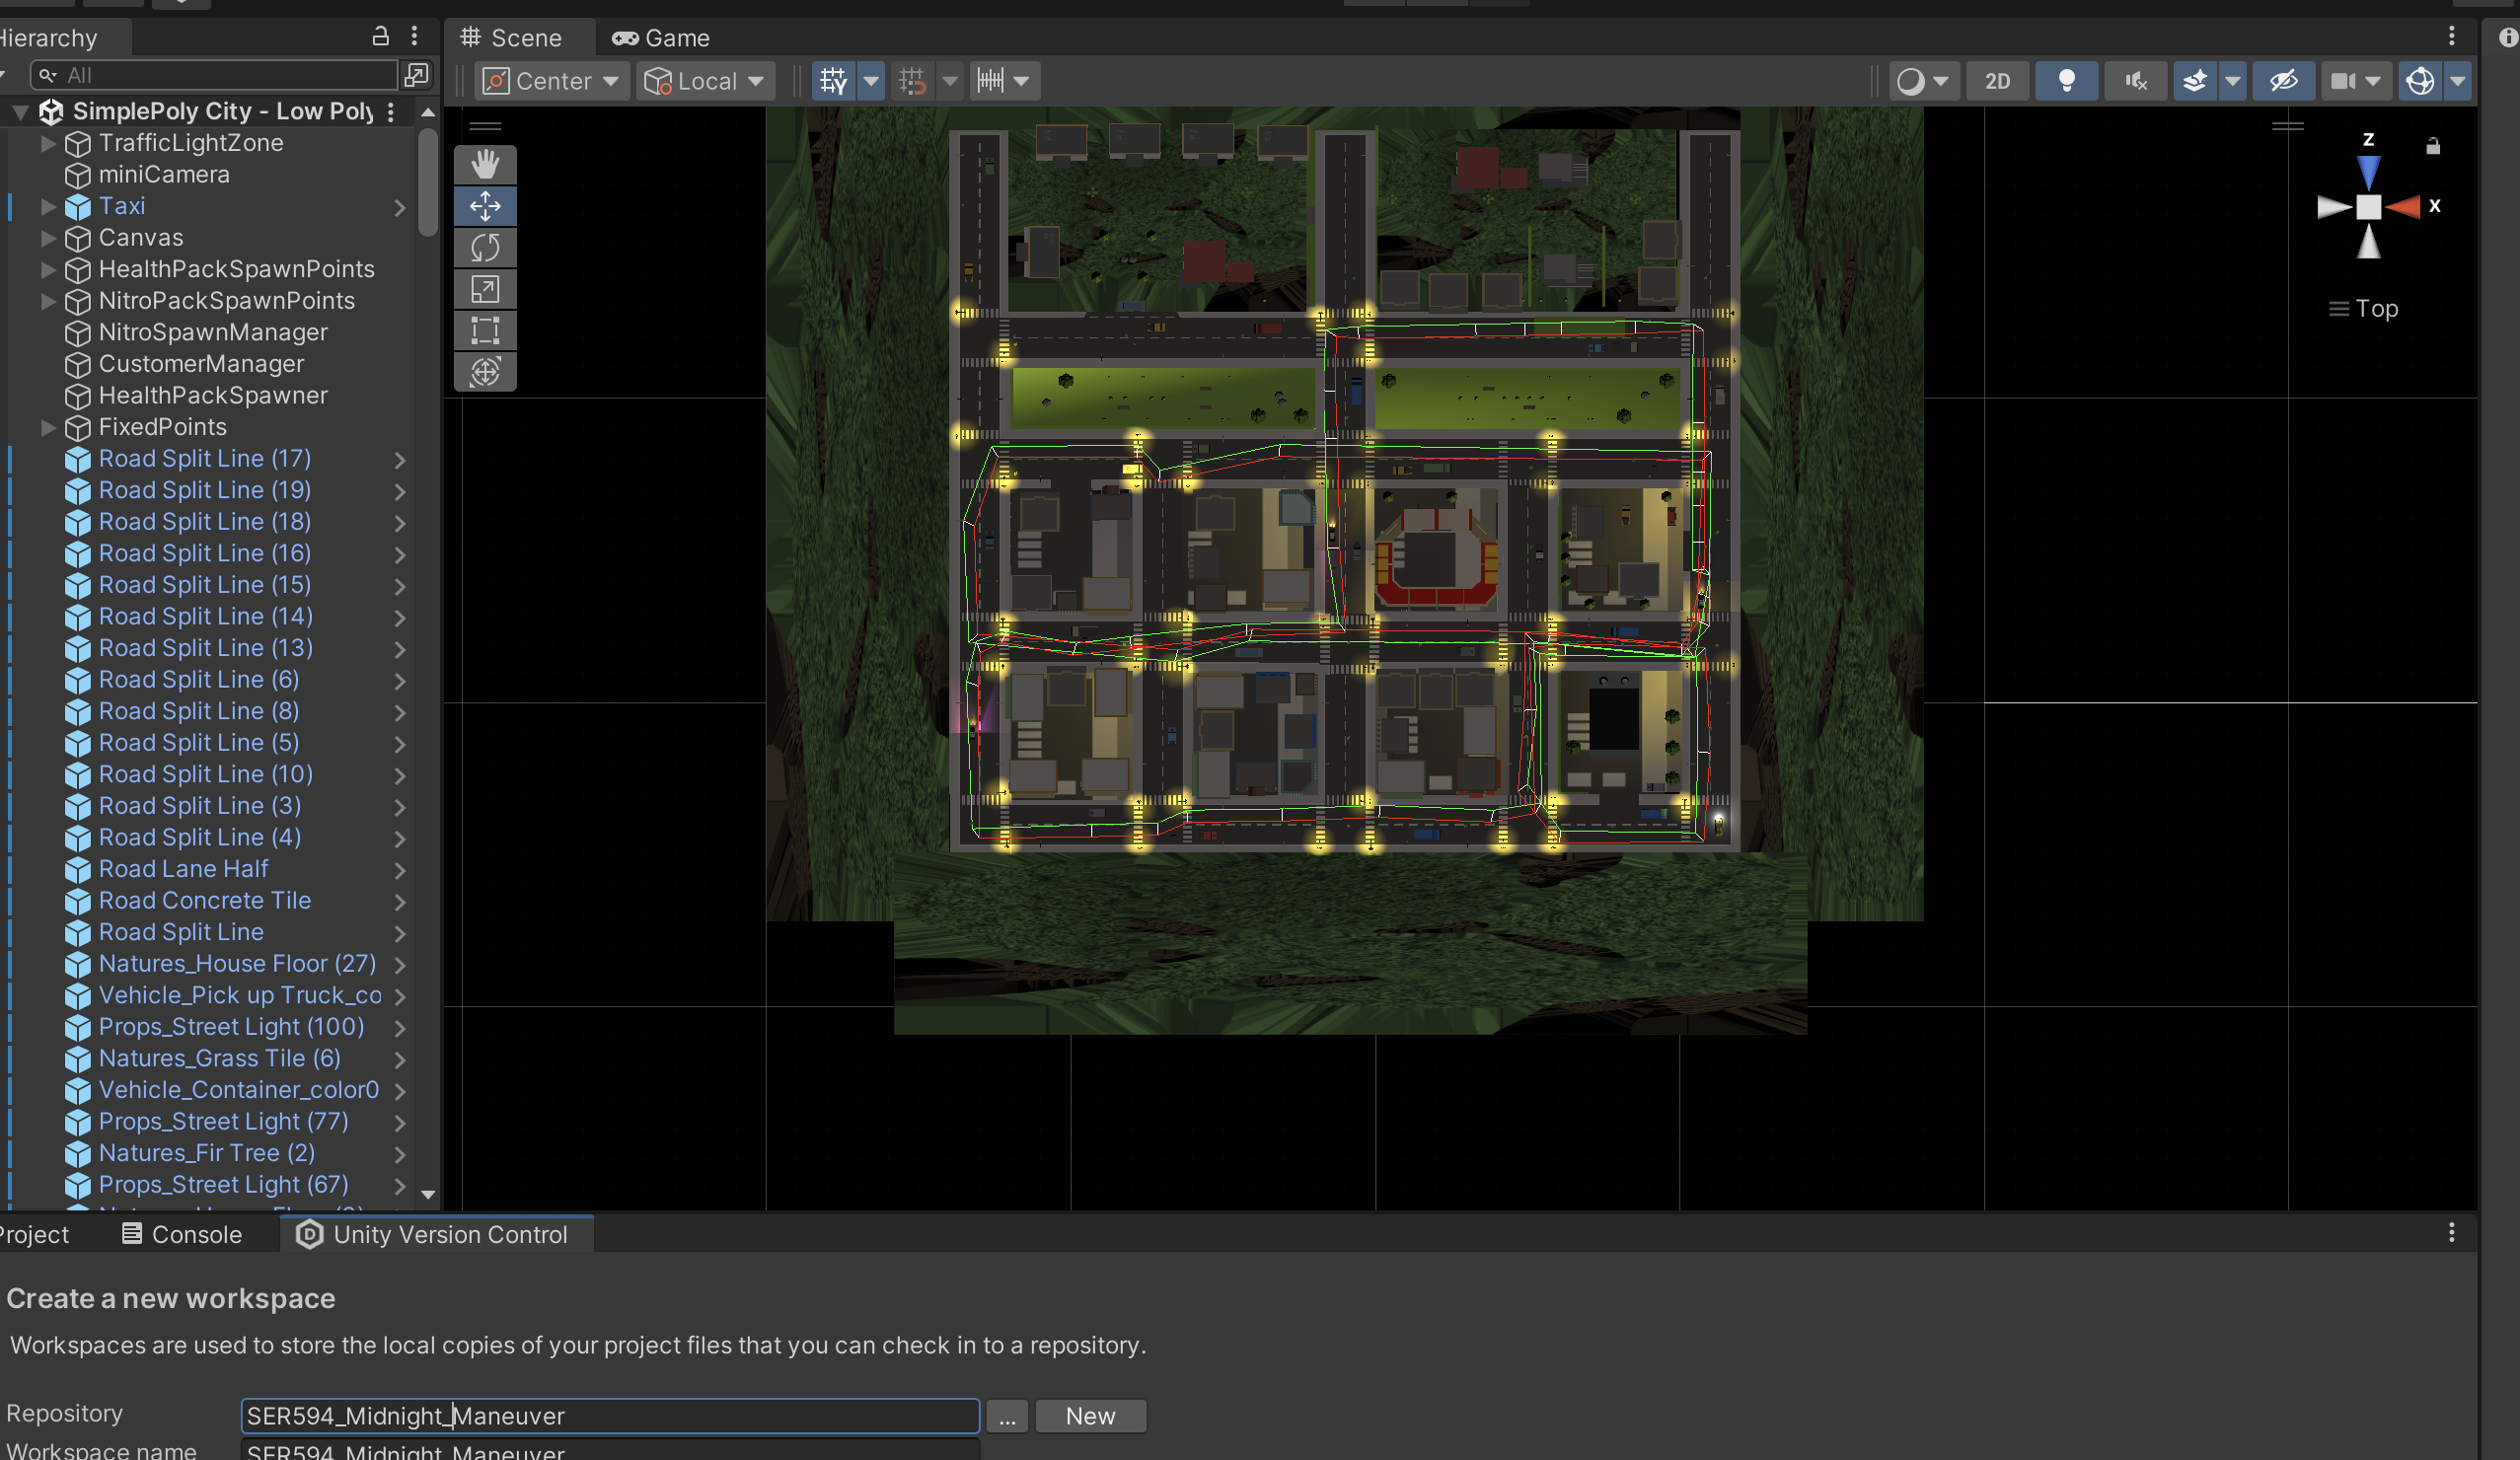 Hierarchy
All
SimplePoly City - Low Poly
TrafficLightZone
miniCamera
Taxi
Canvas
HealthPackSpawnPoints
NitroPackSpawnPoints
NitroSpawnManager
CustomerManager
HealthPackSpawner
FixedPoints
Road Split Line (17)
Road Split Line (19)
Road Split Line (18)
Road Split Line (16)
Road Split Line (15)
Road Split Line (14)
Road Split Line (13)
Road Split Line (6)
Road Split Line (8)
Road Split Line (5)
Road Split Line (10)
Road Split Line (3)
Road Split Line (4)
Road Lane Half
Road Concrete Tile
Road Split Line
Natures_House Floor (27)
Vehicle_Pick up Truck_co
Props_Street Light (100)
Natures_Grass Tile (6)
Vehicle_Container_color0
Props_Street Light (77)
Natures_Fir Tree (2)
Props_Street Light (67)
Scene Game
Center Local 2D
Z
X
Top
Project Console Unity Version Control
Create a new workspace
Workspaces are used to store the local copies of your project files that you can check in to a repository.
Repository SER594_Midnight_Maneuver ... New
Workspace name SER594_Midnight_Maneuver